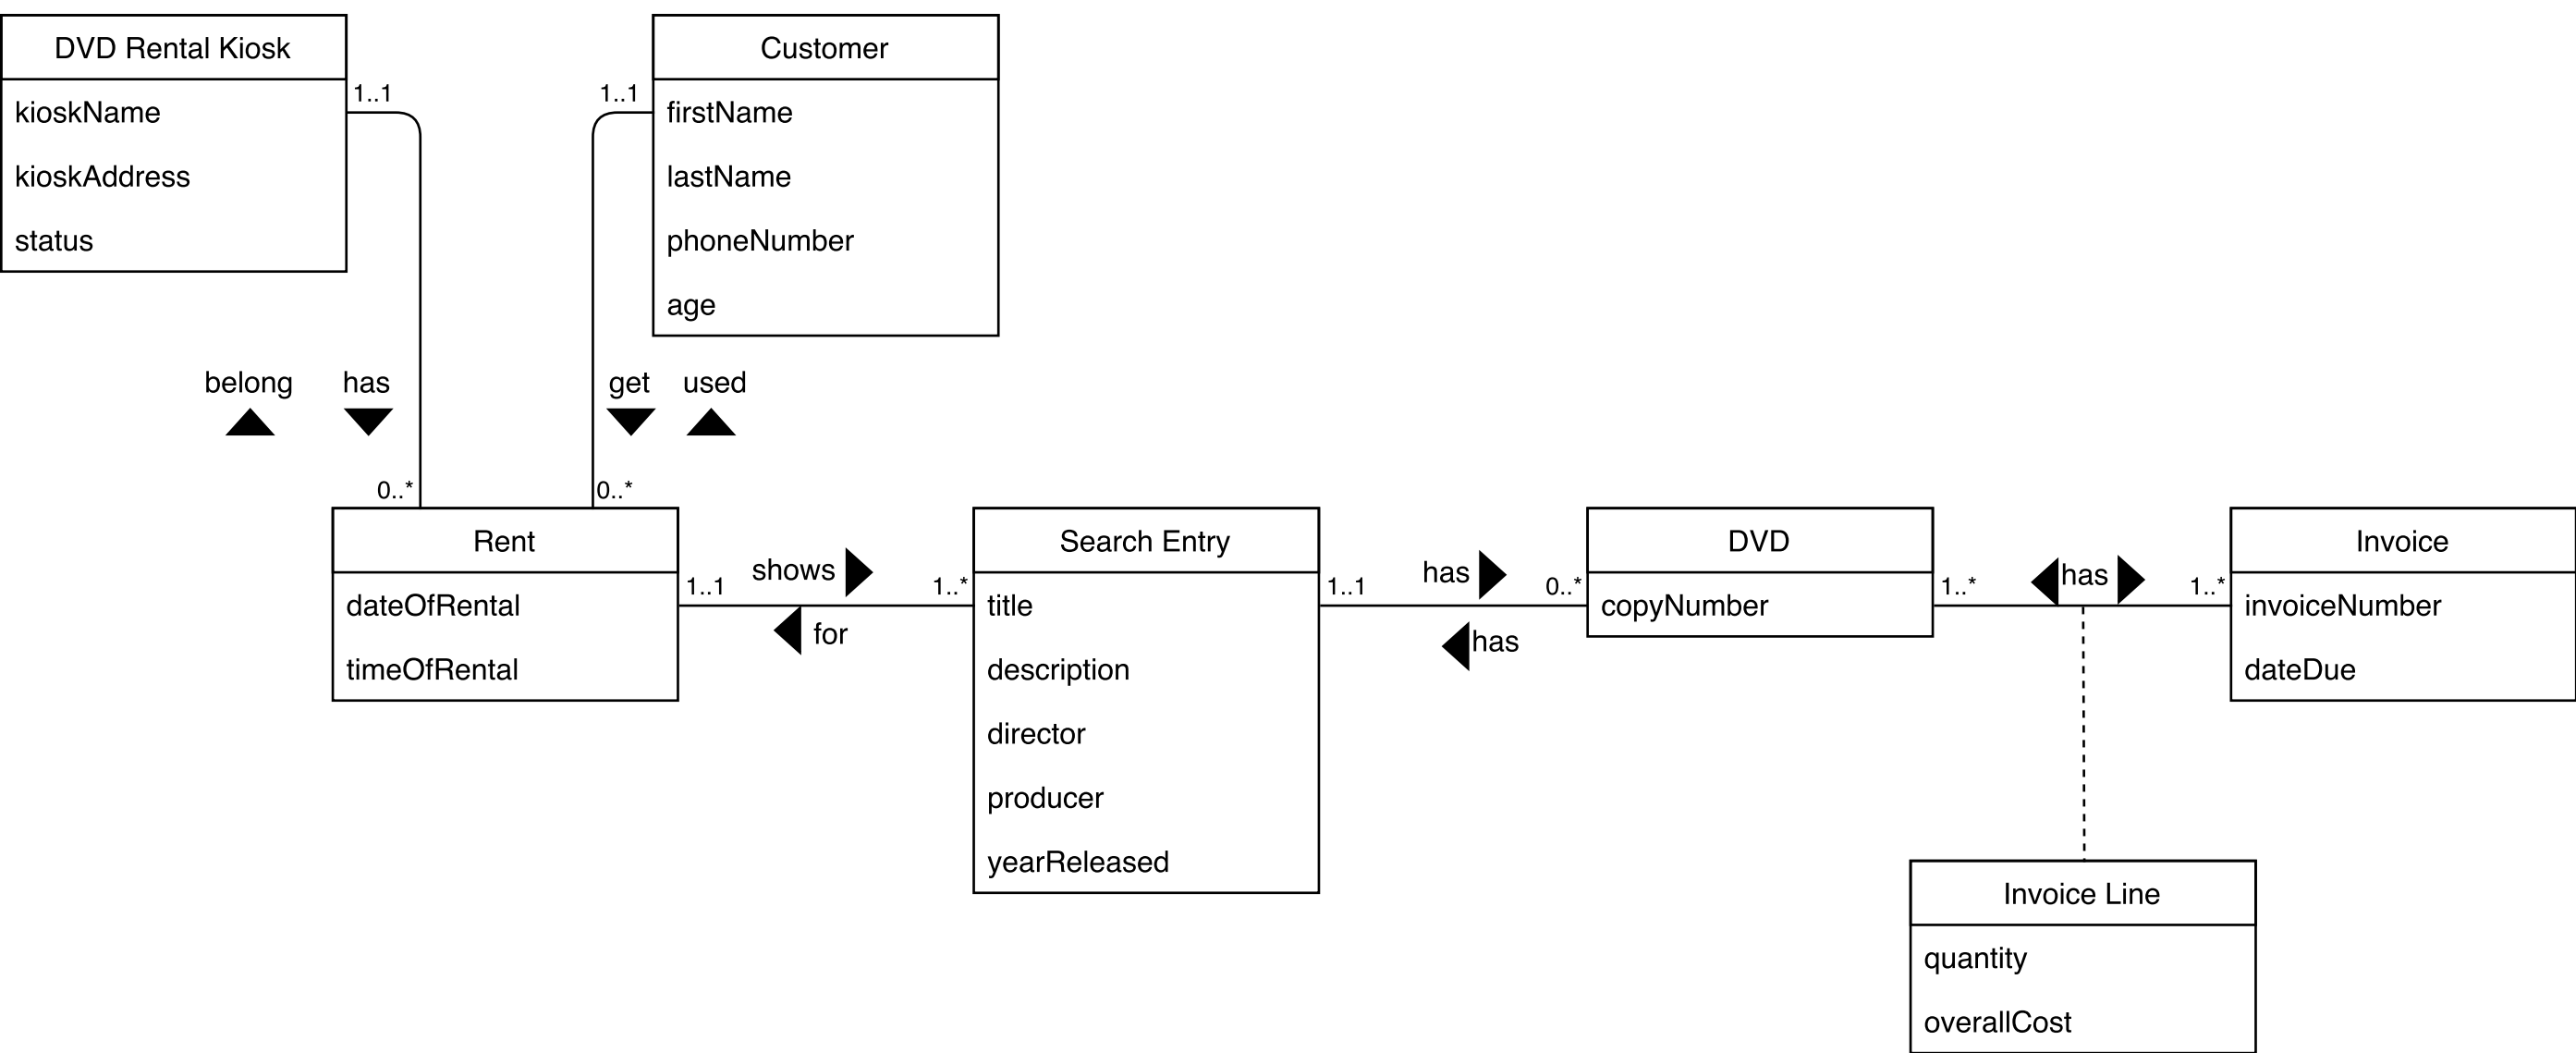 DVD Rental Kiosk
kioskName
kioskAddress
status
1..1
Customer
firstName
lastName
phoneNumber
age
1..1
belong
has
get
used
0..*
0..*
Rent
dateOfRental
timeOfRental
1..1
shows
for
1..*
Search Entry
title
description
director
producer
yearReleased
1..1
has
has
0..*
DVD
copyNumber
1..*
has
1..*
Invoice
invoiceNumber
dateDue
Invoice Line
quantity
overallCost